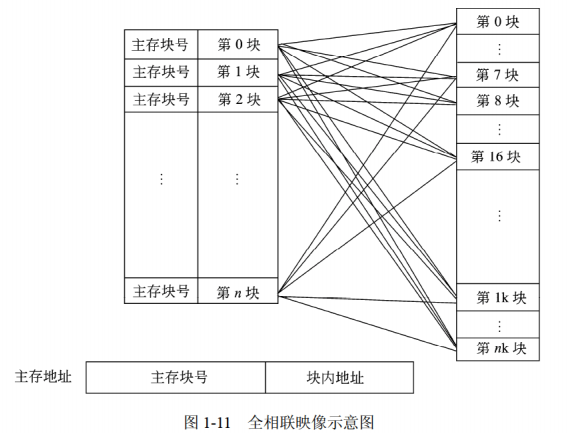 主存块号 第 0 块
主存块号 第 1 块
主存块号 第 2 块
⋮ ⋮
主存块号 第 n 块
第 0 块
⋮
第 7 块
第 8 块
⋮
第 16 块
⋮
第 1k 块
⋮
第 nk 块
主存地址 主存块号 块内地址
图 1-11 全相联映像示意图